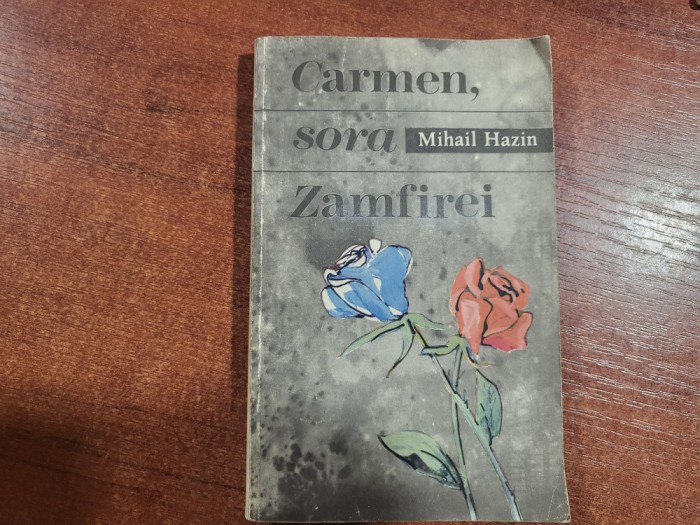 Carmen,
sora Mihail Hazin
Zamfirei